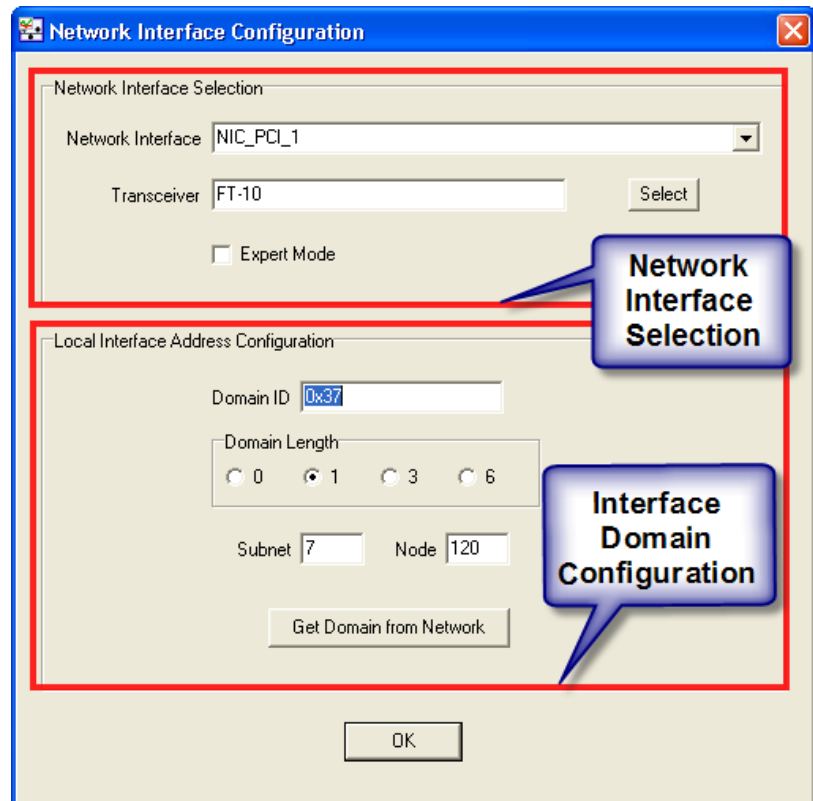 Network Interface Configuration
Network Interface Selection
Network Interface NIC_PCI_1
Transceiver FT-10 Select
Expert Mode
Network
Interface
Selection
Local Interface Address Configuration
Domain ID 0x37
Domain Length
0 1 3 6
Subnet 7 Node 120
Interface
Domain
Configuration
Get Domain from Network
OK